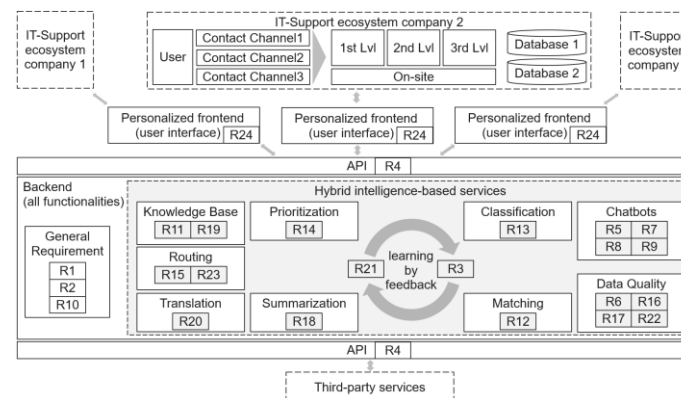 IT-Support
ecosystem
company 1
IT-Support ecosystem company 2
User
Contact Channel1
Contact Channel2
Contact Channel3
1st Lvl
2nd Lvl
3rd Lvl
On-site
Database 1
Database 2
ecosystem
company
Personalized frontend
(user interface) R24
Personalized frontend
(user interface) R24
Personalized frontend
(user interface) R24
API R4
Backend
(all functionalities)
General
Requirement
R1
R2
R10
Hybrid intelligence-based services
Knowledge Base
R11 R19
Routing
R15 R23
Translation
R20
Prioritization
R14
Summarization
R18
R21
learning
by
feedback
R3
Classification
R13
Matching
R12
Chatbots
R5 R7
R8 R9
Data Quality
R6 R16
R17 R22
API R4
Third-party services